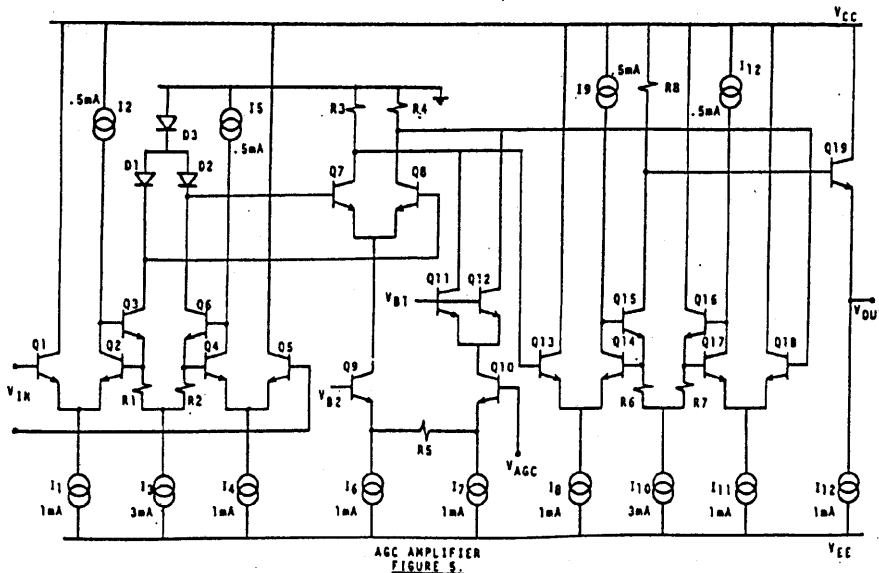 VCC
.5mA I2
I5 .5mA
D3
D1 D2
R3 R4
.5mA I9
R8
I12 .5mA
Q7 Q8
Q19
Q11 Q12
VBT
Q3 Q6
Q15 Q16
VOU
Q1 Q2 Q4 Q5
Q9 Q10
Q13 Q14 Q17 Q18
VIN
R1 R2
VB2
R6 R7
R5
VAGC
I1 1mA
I3 3mA
I4 1mA
I6 1mA
I7 1mA
I8 1mA
I10 3mA
I11 1mA
I12 1mA
VEE
AGC AMPLIFIER
FIGURE 5.